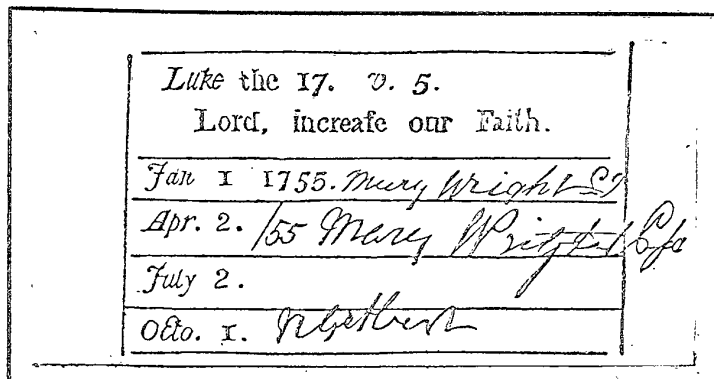 Luke the 17. v. 5.
Lord, increaſe our Faith.
Jan 1 1755. Mary Wright
Apr. 2. /55 Mary Wright
July 2.
Octo. 1.